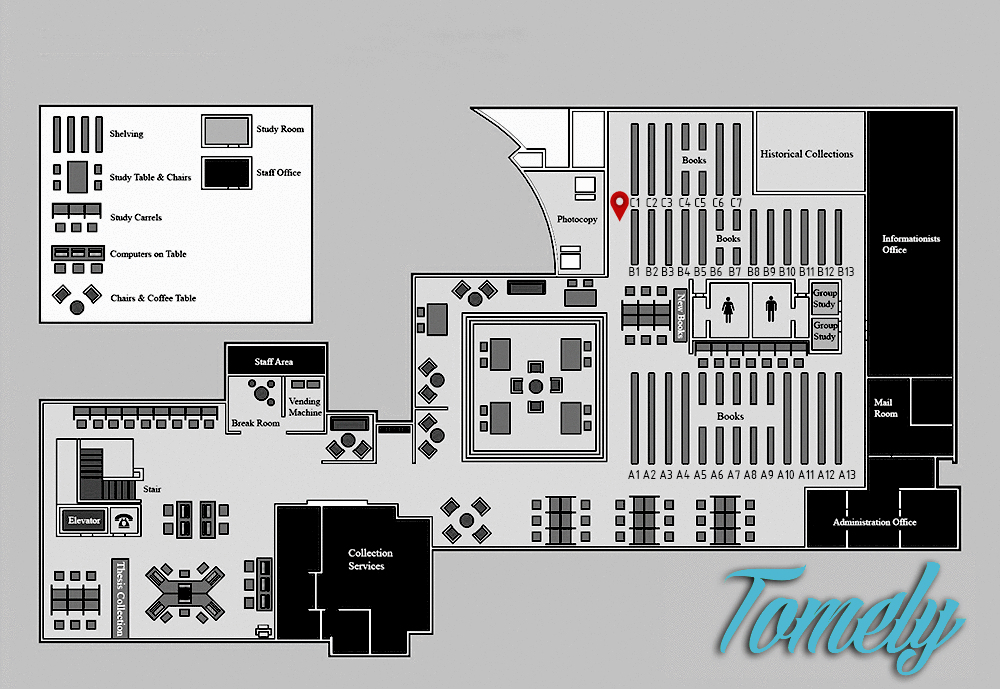 Shelving
Study Room
Study Table & Chairs
Staff Office
Study Carrels
Computers on Table
Chairs & Coffee Table
Books
Historical Collections
C1 C2 C3 C4 C5 C6 C7
Photocopy
Books
Informationists
Office
B1 B2 B3 B4 B5 B6 B7 B8 B9 B10 B11 B12 B13
New Books
Group
Study
Group
Study
Staff Area
Vending
Machine
Break Room
Mail
Room
Books
A1 A2 A3 A4 A5 A6 A7 A8 A9 A10 A11 A12 A13
Stair
Elevator
Administration Office
Collection
Services
Thesis Collection
Tomely